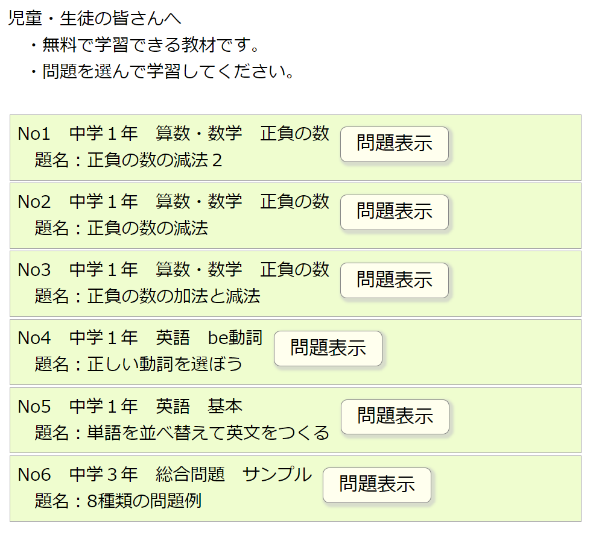 児童・生徒の皆さんへ
・無料で学習できる教材です。
・問題を選んで学習してください。
No1　中学１年　算数・数学　正負の数　問題表示
題名：正負の数の減法２
No2　中学１年　算数・数学　正負の数　問題表示
題名：正負の数の減法
No3　中学１年　算数・数学　正負の数　問題表示
題名：正負の数の加法と減法
No4　中学１年　英語　be動詞　問題表示
題名：正しい動詞を選ぼう
No5　中学１年　英語　基本　問題表示
題名：単語を並べ替えて英文をつくる
No6　中学３年　総合問題　サンプル　問題表示
題名：8種類の問題例